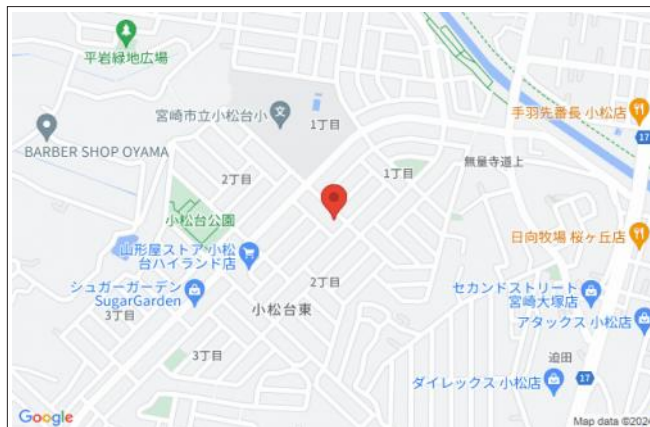 平岩緑地広場
宮崎市立小松台小
1丁目
手羽先番長 小松店
17
BARBER SHOP OYAMA
2丁目
1丁目
無量寺道上
小松台公園
山形屋ストア 小松
台ハイランド店
日向牧場 桜ヶ丘店
シュガーガーデン
SugarGarden
2丁目
セカンドストリート
宮崎大塚店
小松台東
3丁目
アタックス 小松店
3丁目
迫田
ダイレックス 小松店
17
Google
Map data ©2024